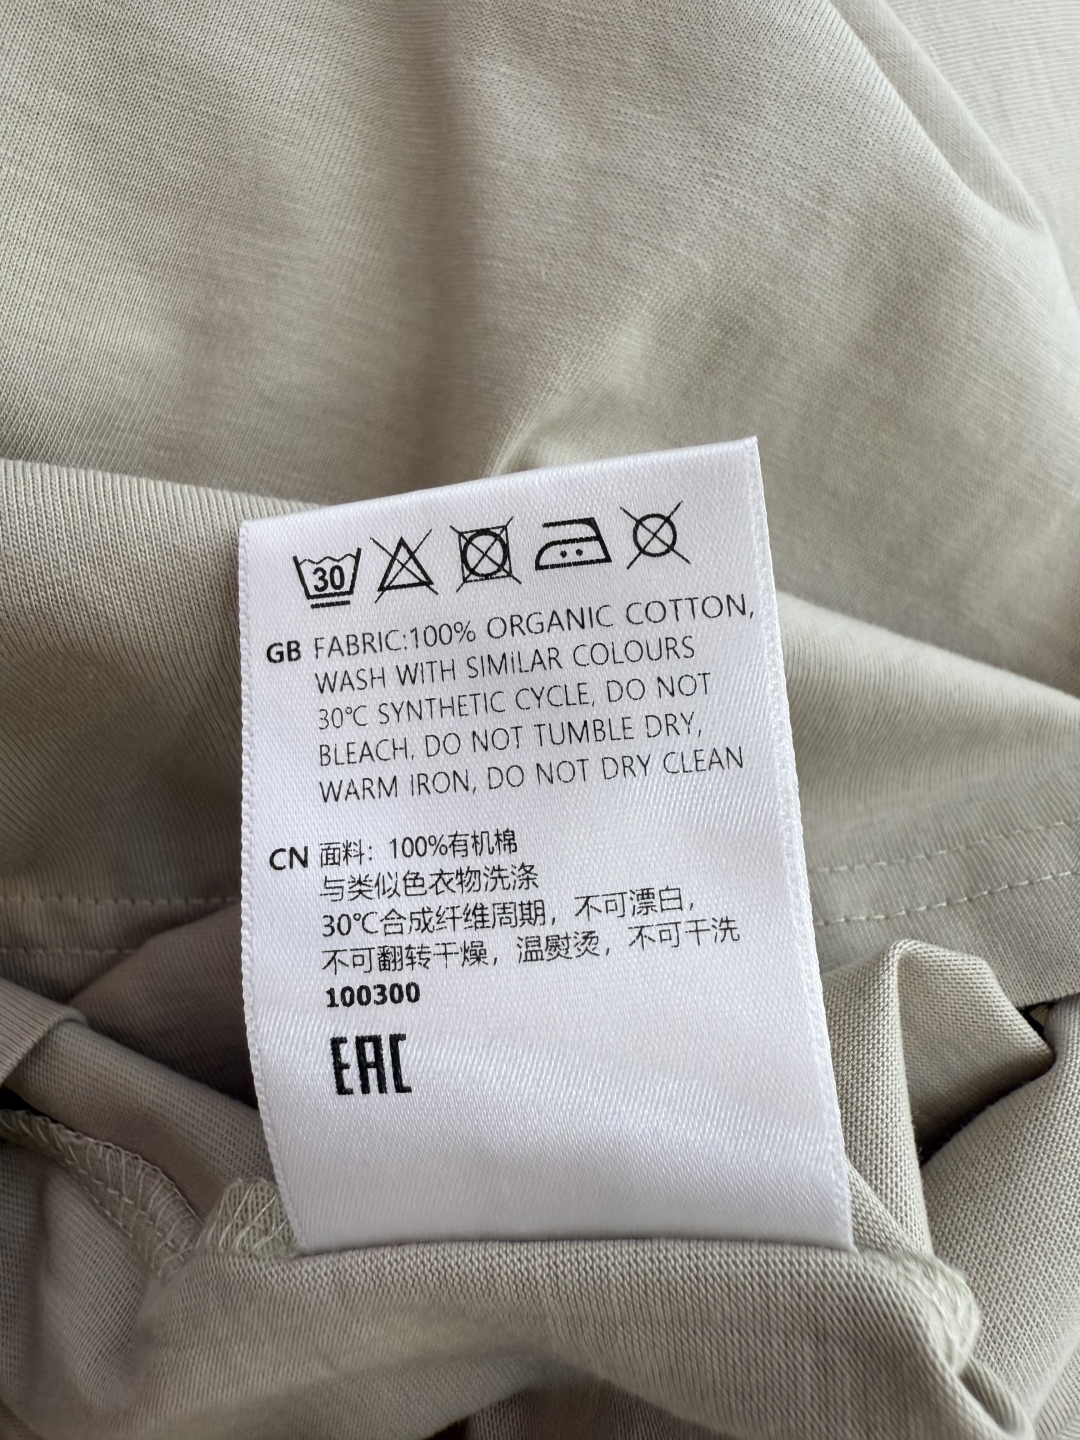 30
GB FABRIC:100% ORGANIC COTTON,
WASH WITH SIMILAR COLOURS
30℃ SYNTHETIC CYCLE, DO NOT
BLEACH, DO NOT TUMBLE DRY,
WARM IRON, DO NOT DRY CLEAN
CN 面料：100%有机棉
与类似色衣物洗涤
30℃合成纤维周期，不可漂白，
不可翻转干燥，温熨烫，不可干洗
100300
EAC